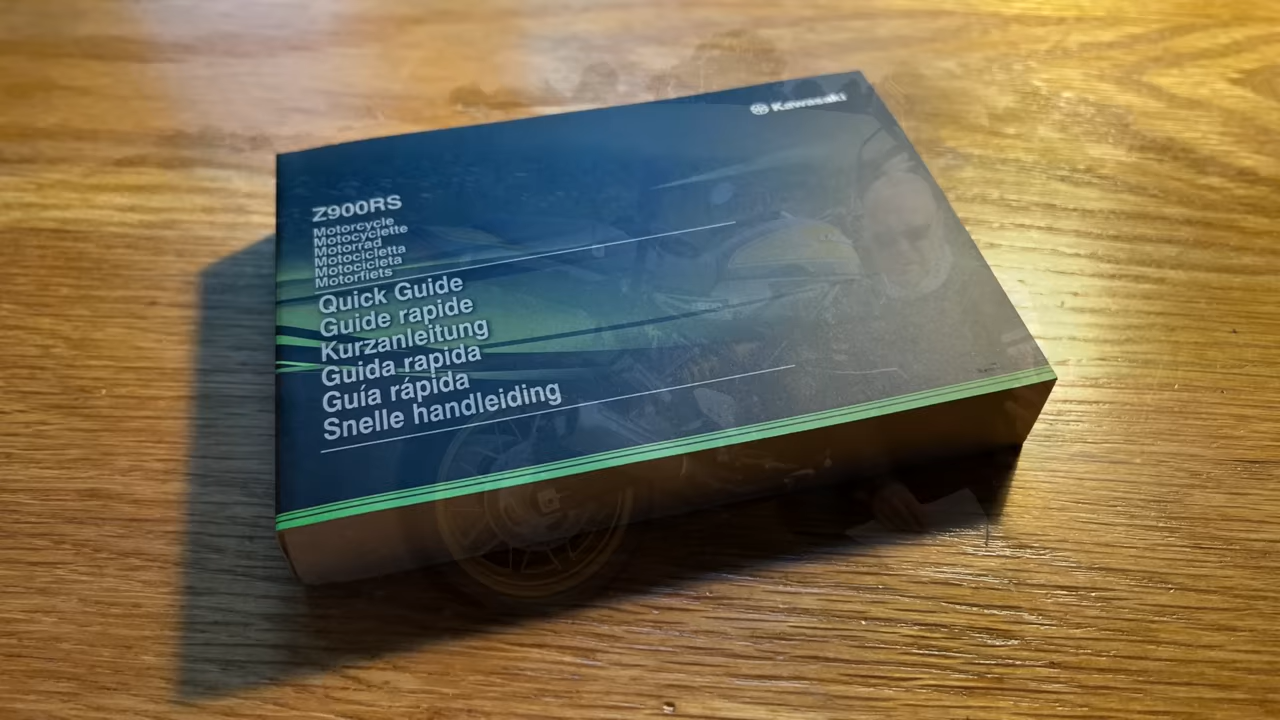 Kawasaki
Z900RS
Motorcycle
Motocyclette
Motorrad
Motocicletta
Motocicleta
Motorfiets
Quick Guide
Guide rapide
Kurzanleitung
Guida rapida
Guía rápida
Snelle handleiding